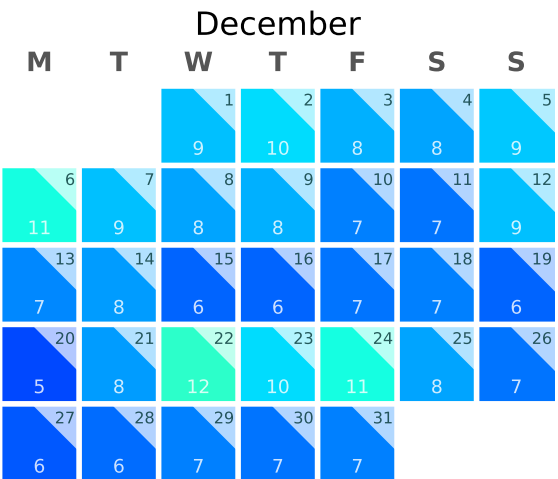 December
M T W T F S S
1 2 3 4 5
9 10 8 8 9
6 7 8 9 10 11 12
11 9 8 8 7 7 9
13 14 15 16 17 18 19
7 8 6 6 7 7 6
20 21 22 23 24 25 26
5 8 12 10 11 8 7
27 28 29 30 31
6 6 7 7 7